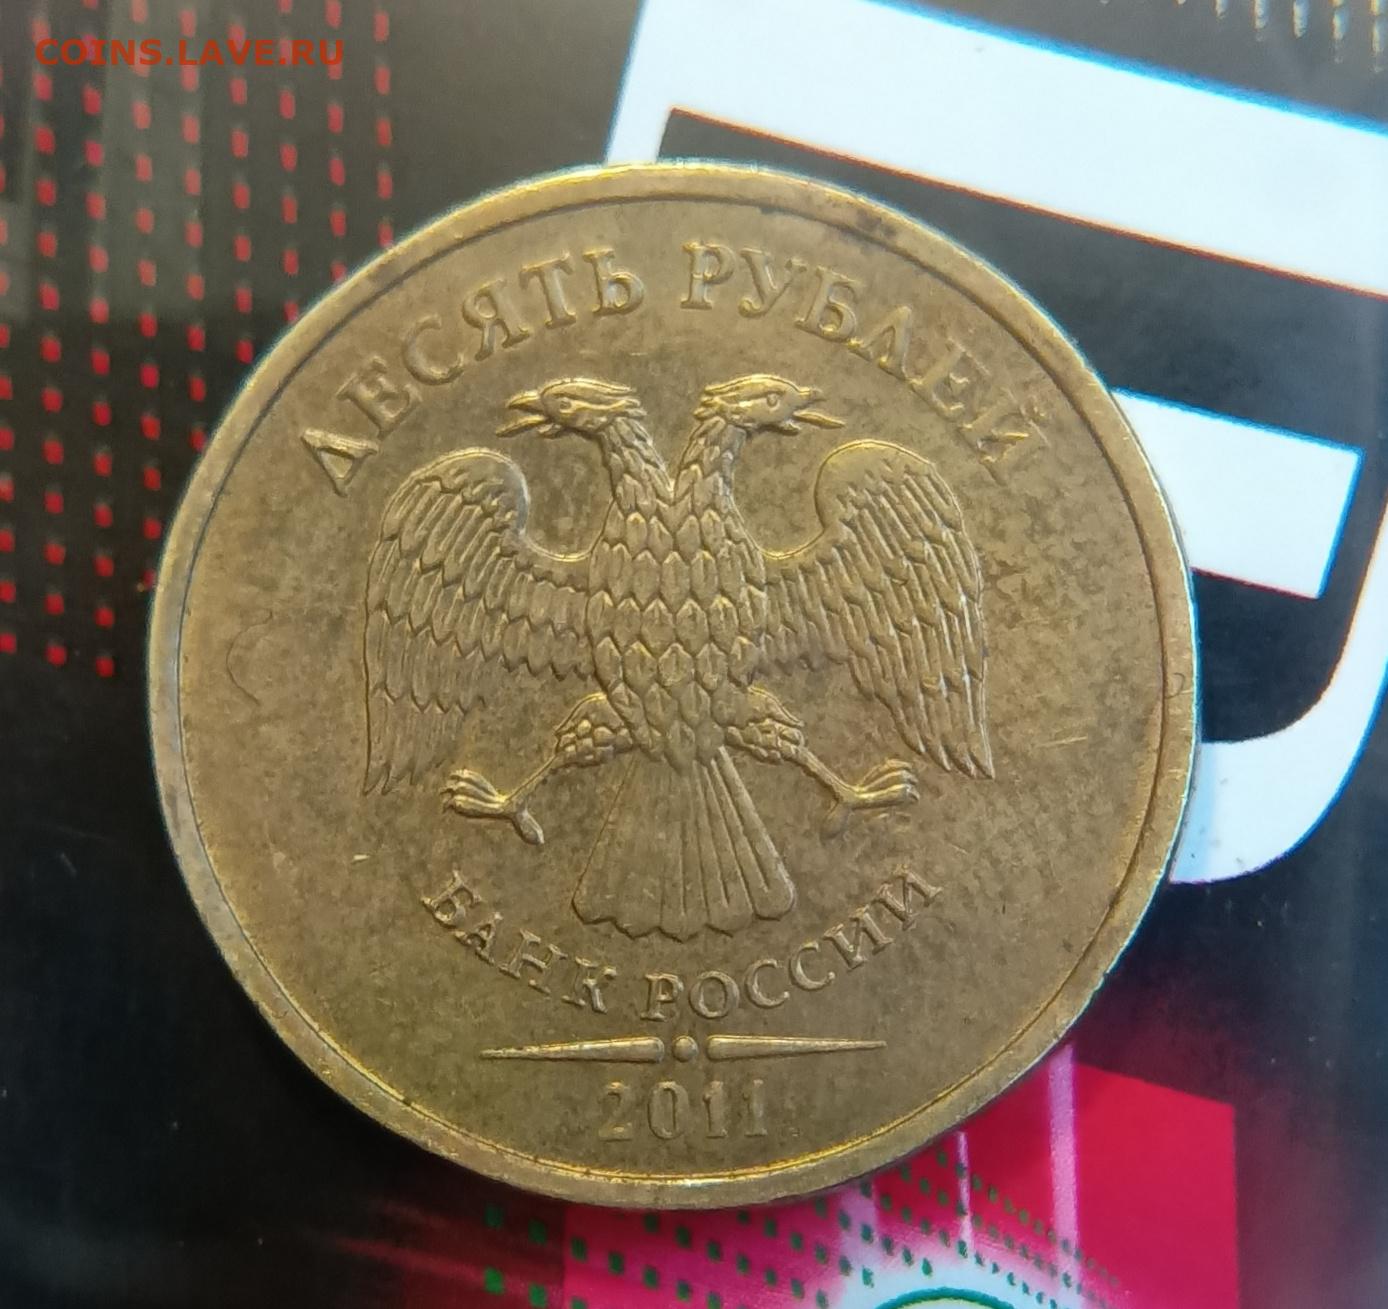 COINS.LAVE.RU
ДЕСЯТЬ РУБЛЕЙ
БАНК РОССИИ
2011